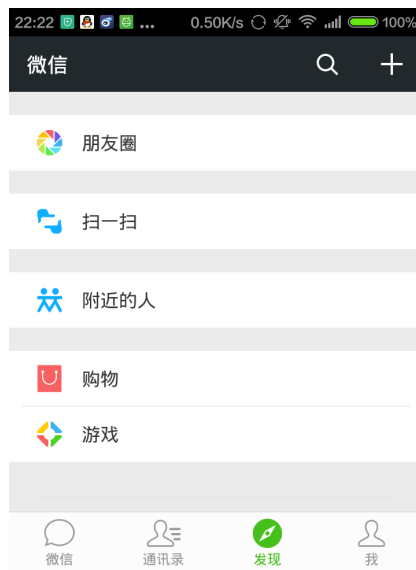 22:22 ... 0.50K/s 100%
微信
朋友圈
扫一扫
附近的人
购物
游戏
微信 通讯录 发现 我